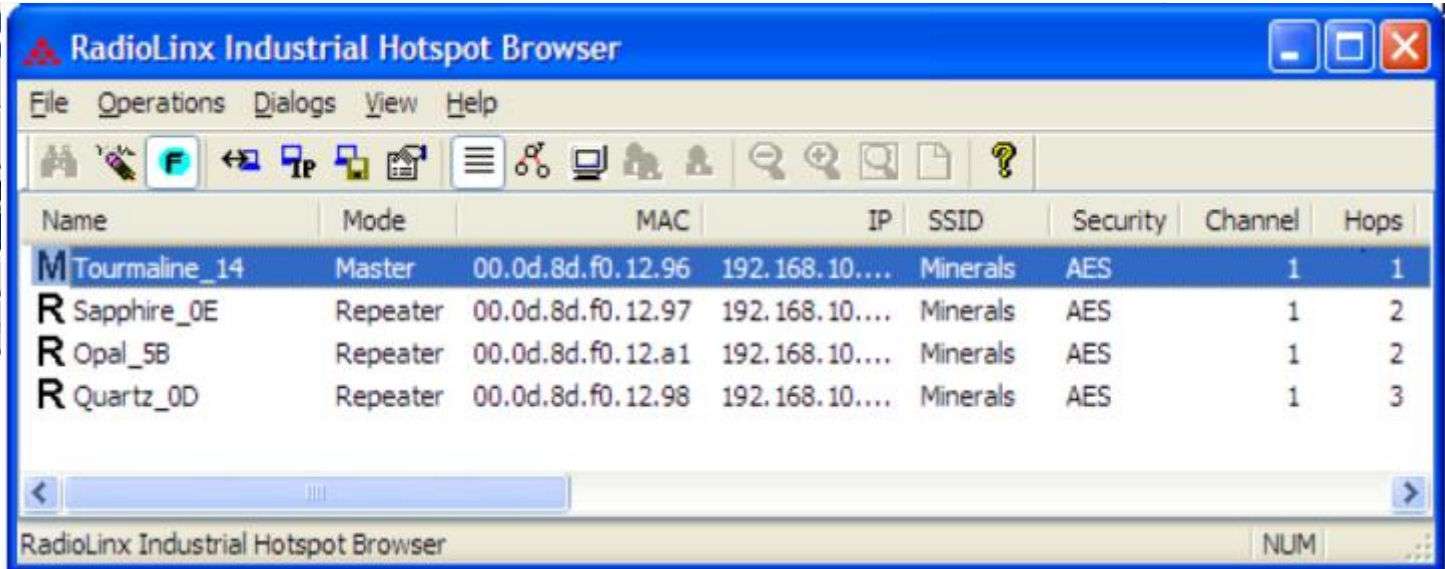 RadioLinx Industrial Hotspot Browser
File Operations Dialogs View Help
F IP ?
Name Mode MAC IP SSID Security Channel Hops
M Tourmaline_14 Master 00.0d.8d.f0.12.96 192.168.10.... Minerals AES 1 1
R Sapphire_0E Repeater 00.0d.8d.f0.12.97 192.168.10.... Minerals AES 1 2
R Opal_5B Repeater 00.0d.8d.f0.12.a1 192.168.10.... Minerals AES 1 2
R Quartz_0D Repeater 00.0d.8d.f0.12.98 192.168.10.... Minerals AES 1 3
RadioLinx Industrial Hotspot Browser NUM